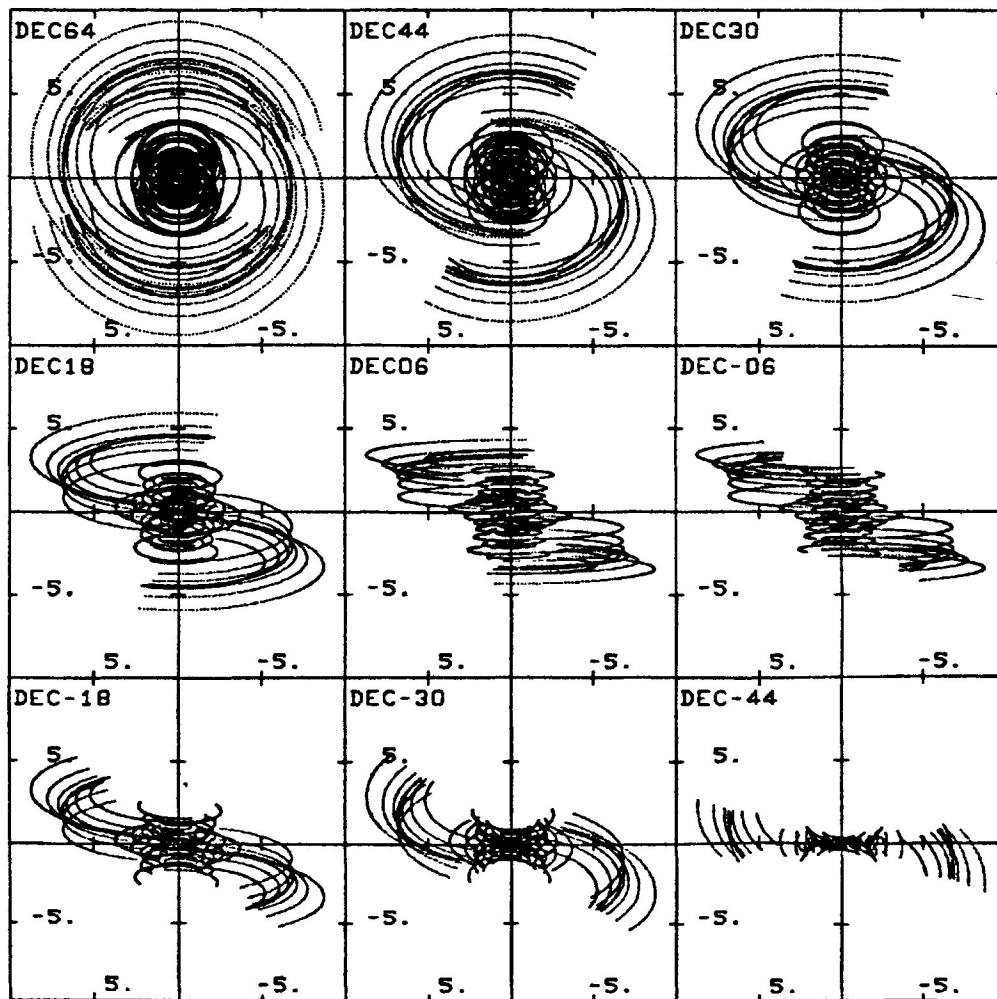 DEC64 DEC44 DEC30
5. 5. 5.
-5. -5. -5.
5. -5. 5. -5. 5. -5.
DEC18 DEC06 DEC-06
5. 5. 5.
-5. -5. -5.
5. -5. 5. -5. 5. -5.
DEC-18 DEC-30 DEC-44
5. 5. 5.
-5. -5. -5.
5. -5. 5. -5. 5. -5.